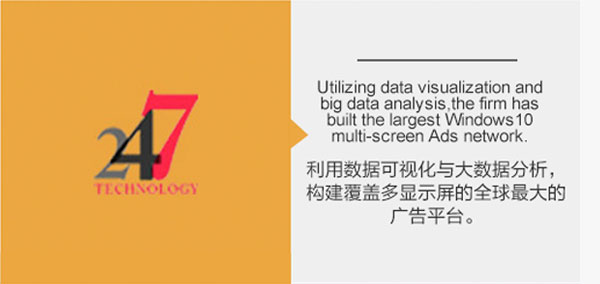 247
TECHNOLOGY
Utilizing data visualization and
big data analysis,the firm has
built the largest Windows10
multi-screen Ads network.
利用数据可视化与大数据分析，
构建覆盖多显示屏的全球最大的
广告平台。